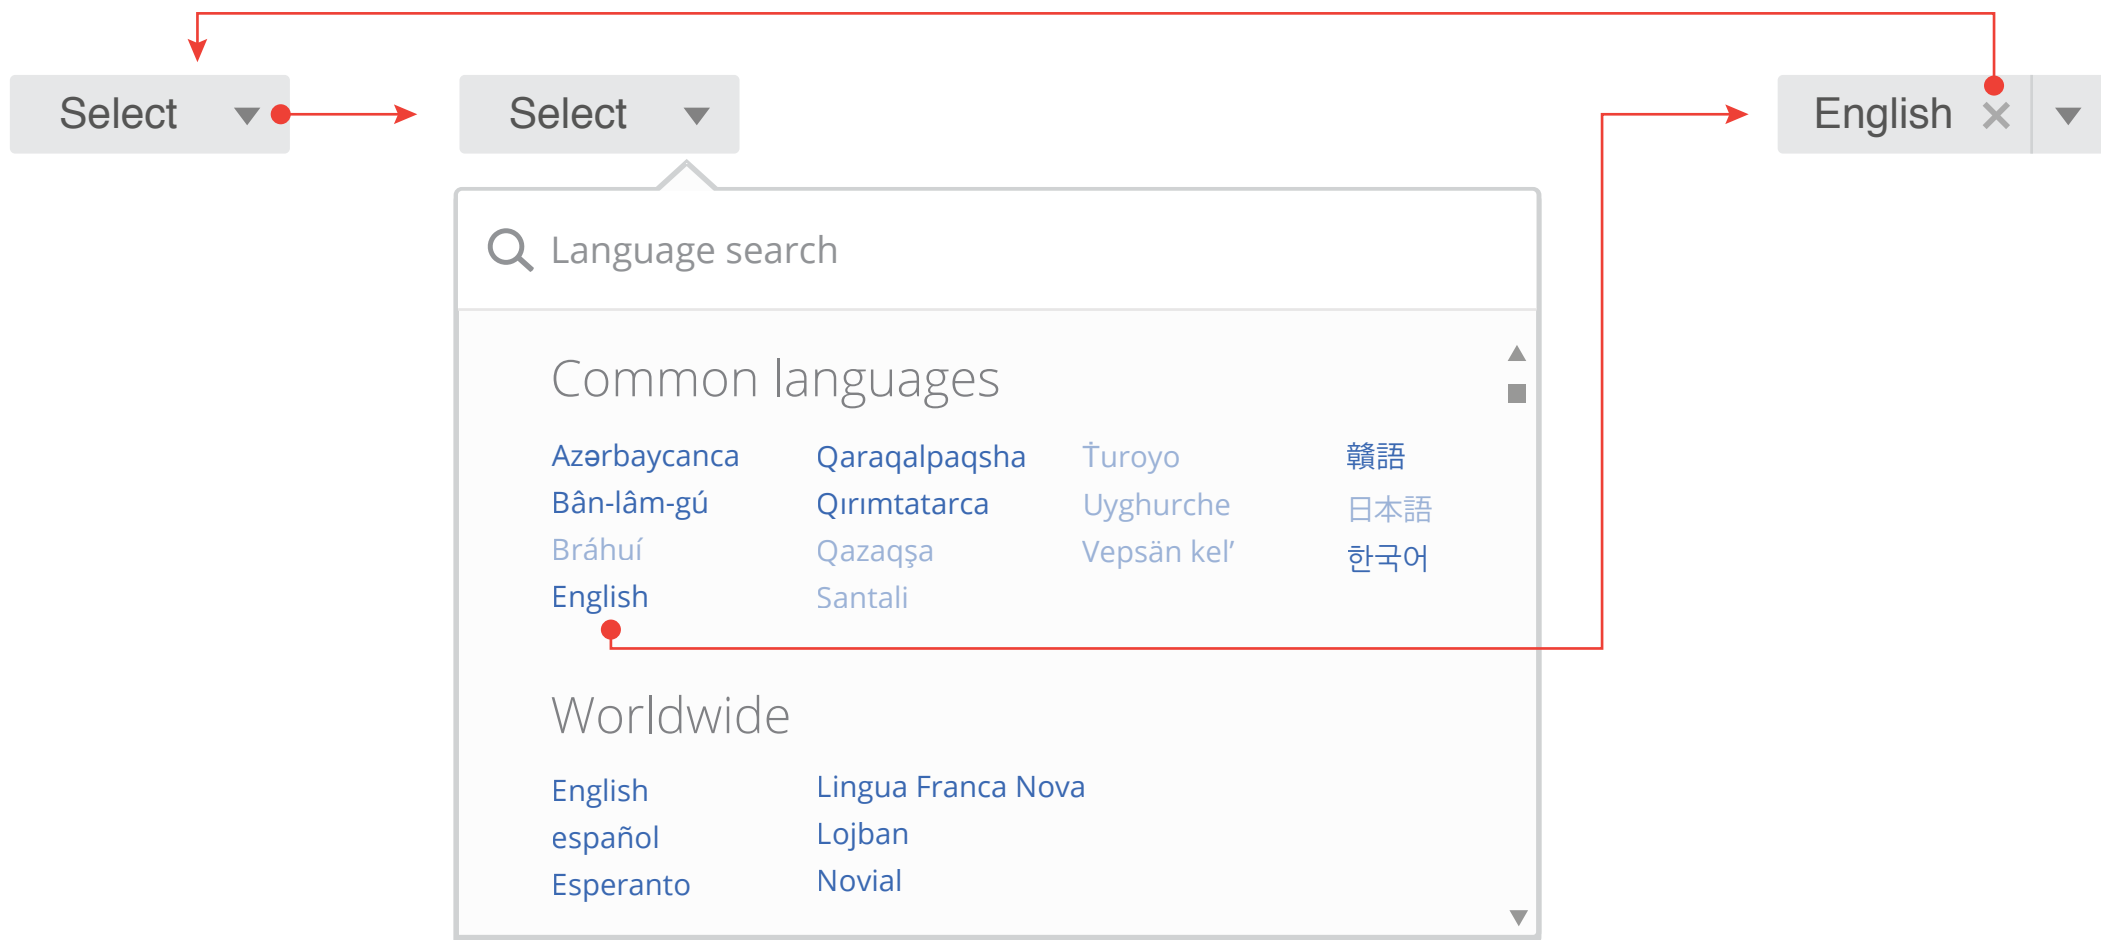 Select
Select
English
Language search
Common languages
Azərbaycanca
Bân-lâm-gú
Bráhuí
English
Qaraqalpaqsha
Qırımtatarca
Qazaqşa
Santali
Ṫuroyo
Uyghurche
Vepsän kel’
贛語
日本語
한국어
Worldwide
English
español
Esperanto
Lingua Franca Nova
Lojban
Novial